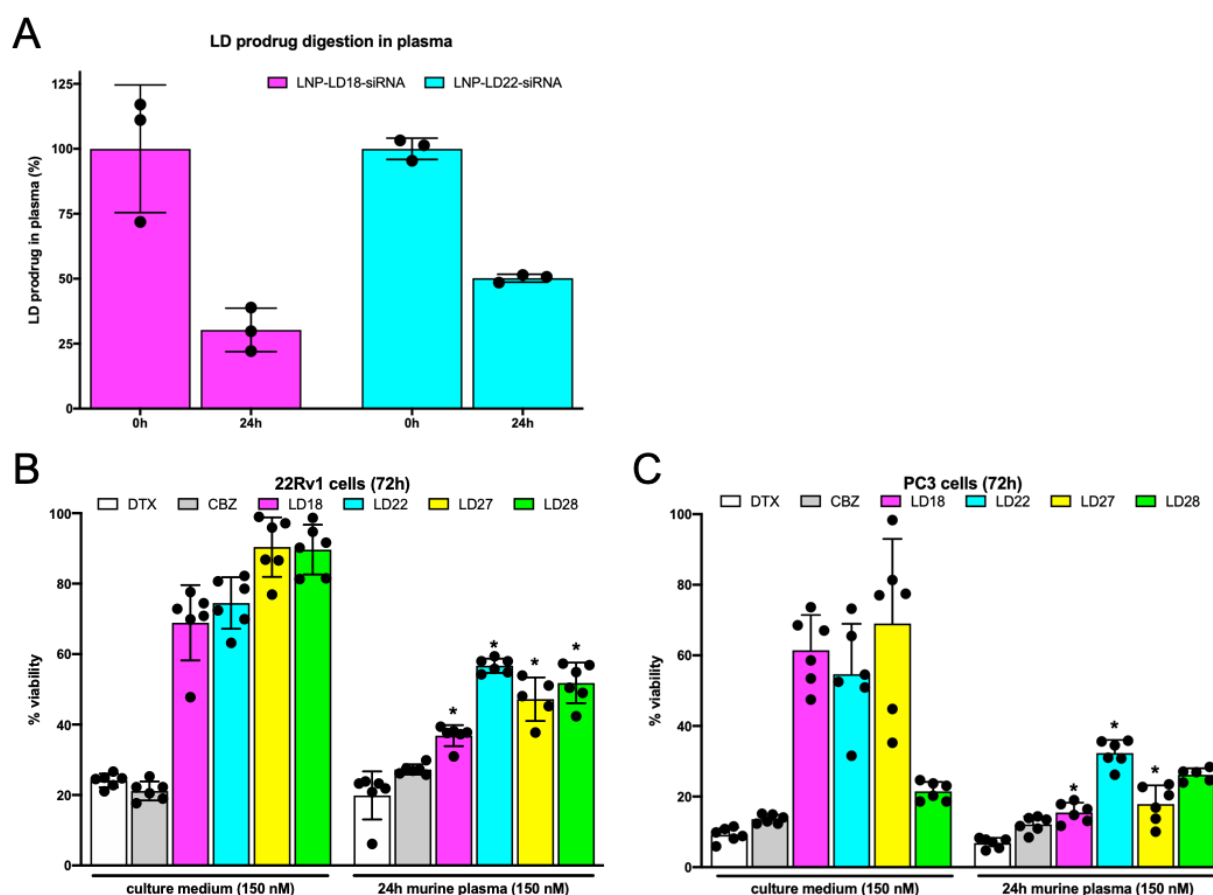 A
LD prodrug digestion in plasma
LNP-LD18-siRNA LNP-LD22-siRNA
LD prodrug in plasma (%)
125
100
75
50
25
0
0h 24h 0h 24h
B
22Rv1 cells (72h)
DTX CBZ LD18 LD22 LD27 LD28
% viability
100
80
60
40
20
0
* * * *
culture medium (150 nM) 24h murine plasma (150 nM)
C
PC3 cells (72h)
DTX CBZ LD18 LD22 LD27 LD28
% viability
100
80
60
40
20
0
* * *
culture medium (150 nM) 24h murine plasma (150 nM)